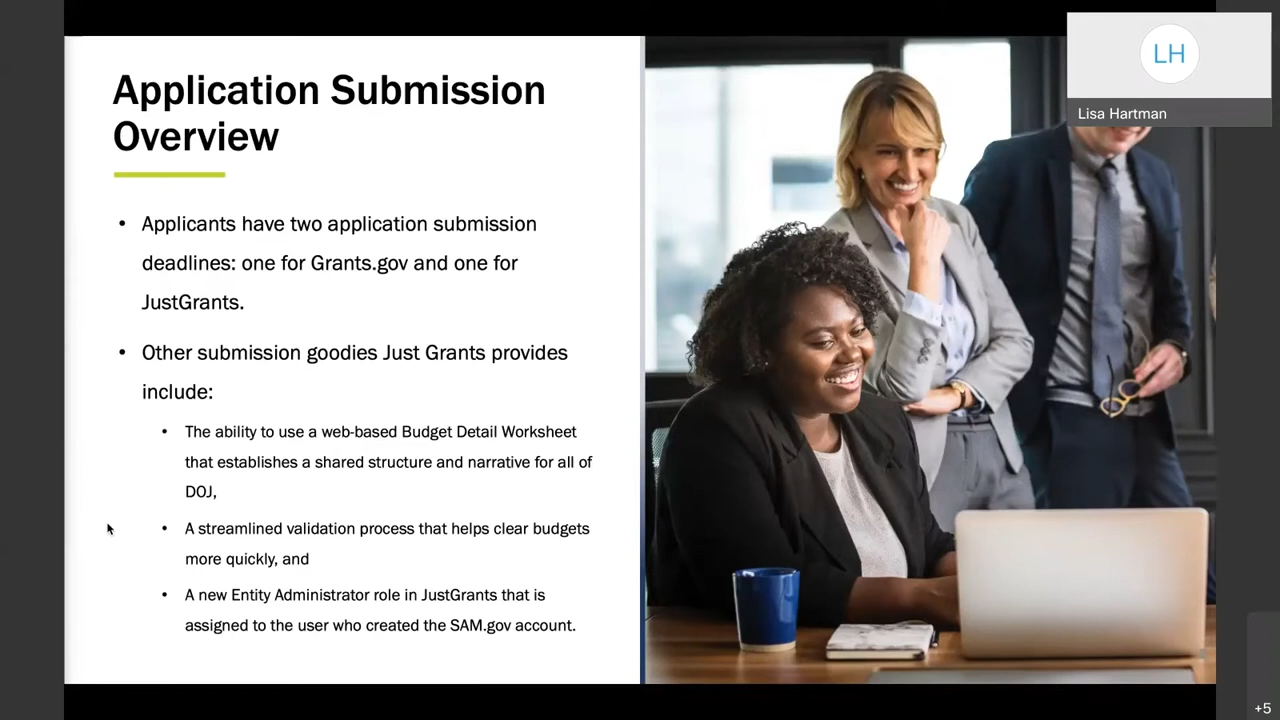 Application Submission
Overview
• Applicants have two application submission
deadlines: one for Grants.gov and one for
JustGrants.
• Other submission goodies Just Grants provides
include:
• The ability to use a web-based Budget Detail Worksheet
that establishes a shared structure and narrative for all of
DOJ,
• A streamlined validation process that helps clear budgets
more quickly, and
• A new Entity Administrator role in JustGrants that is
assigned to the user who created the SAM.gov account.
LH
Lisa Hartman
+5